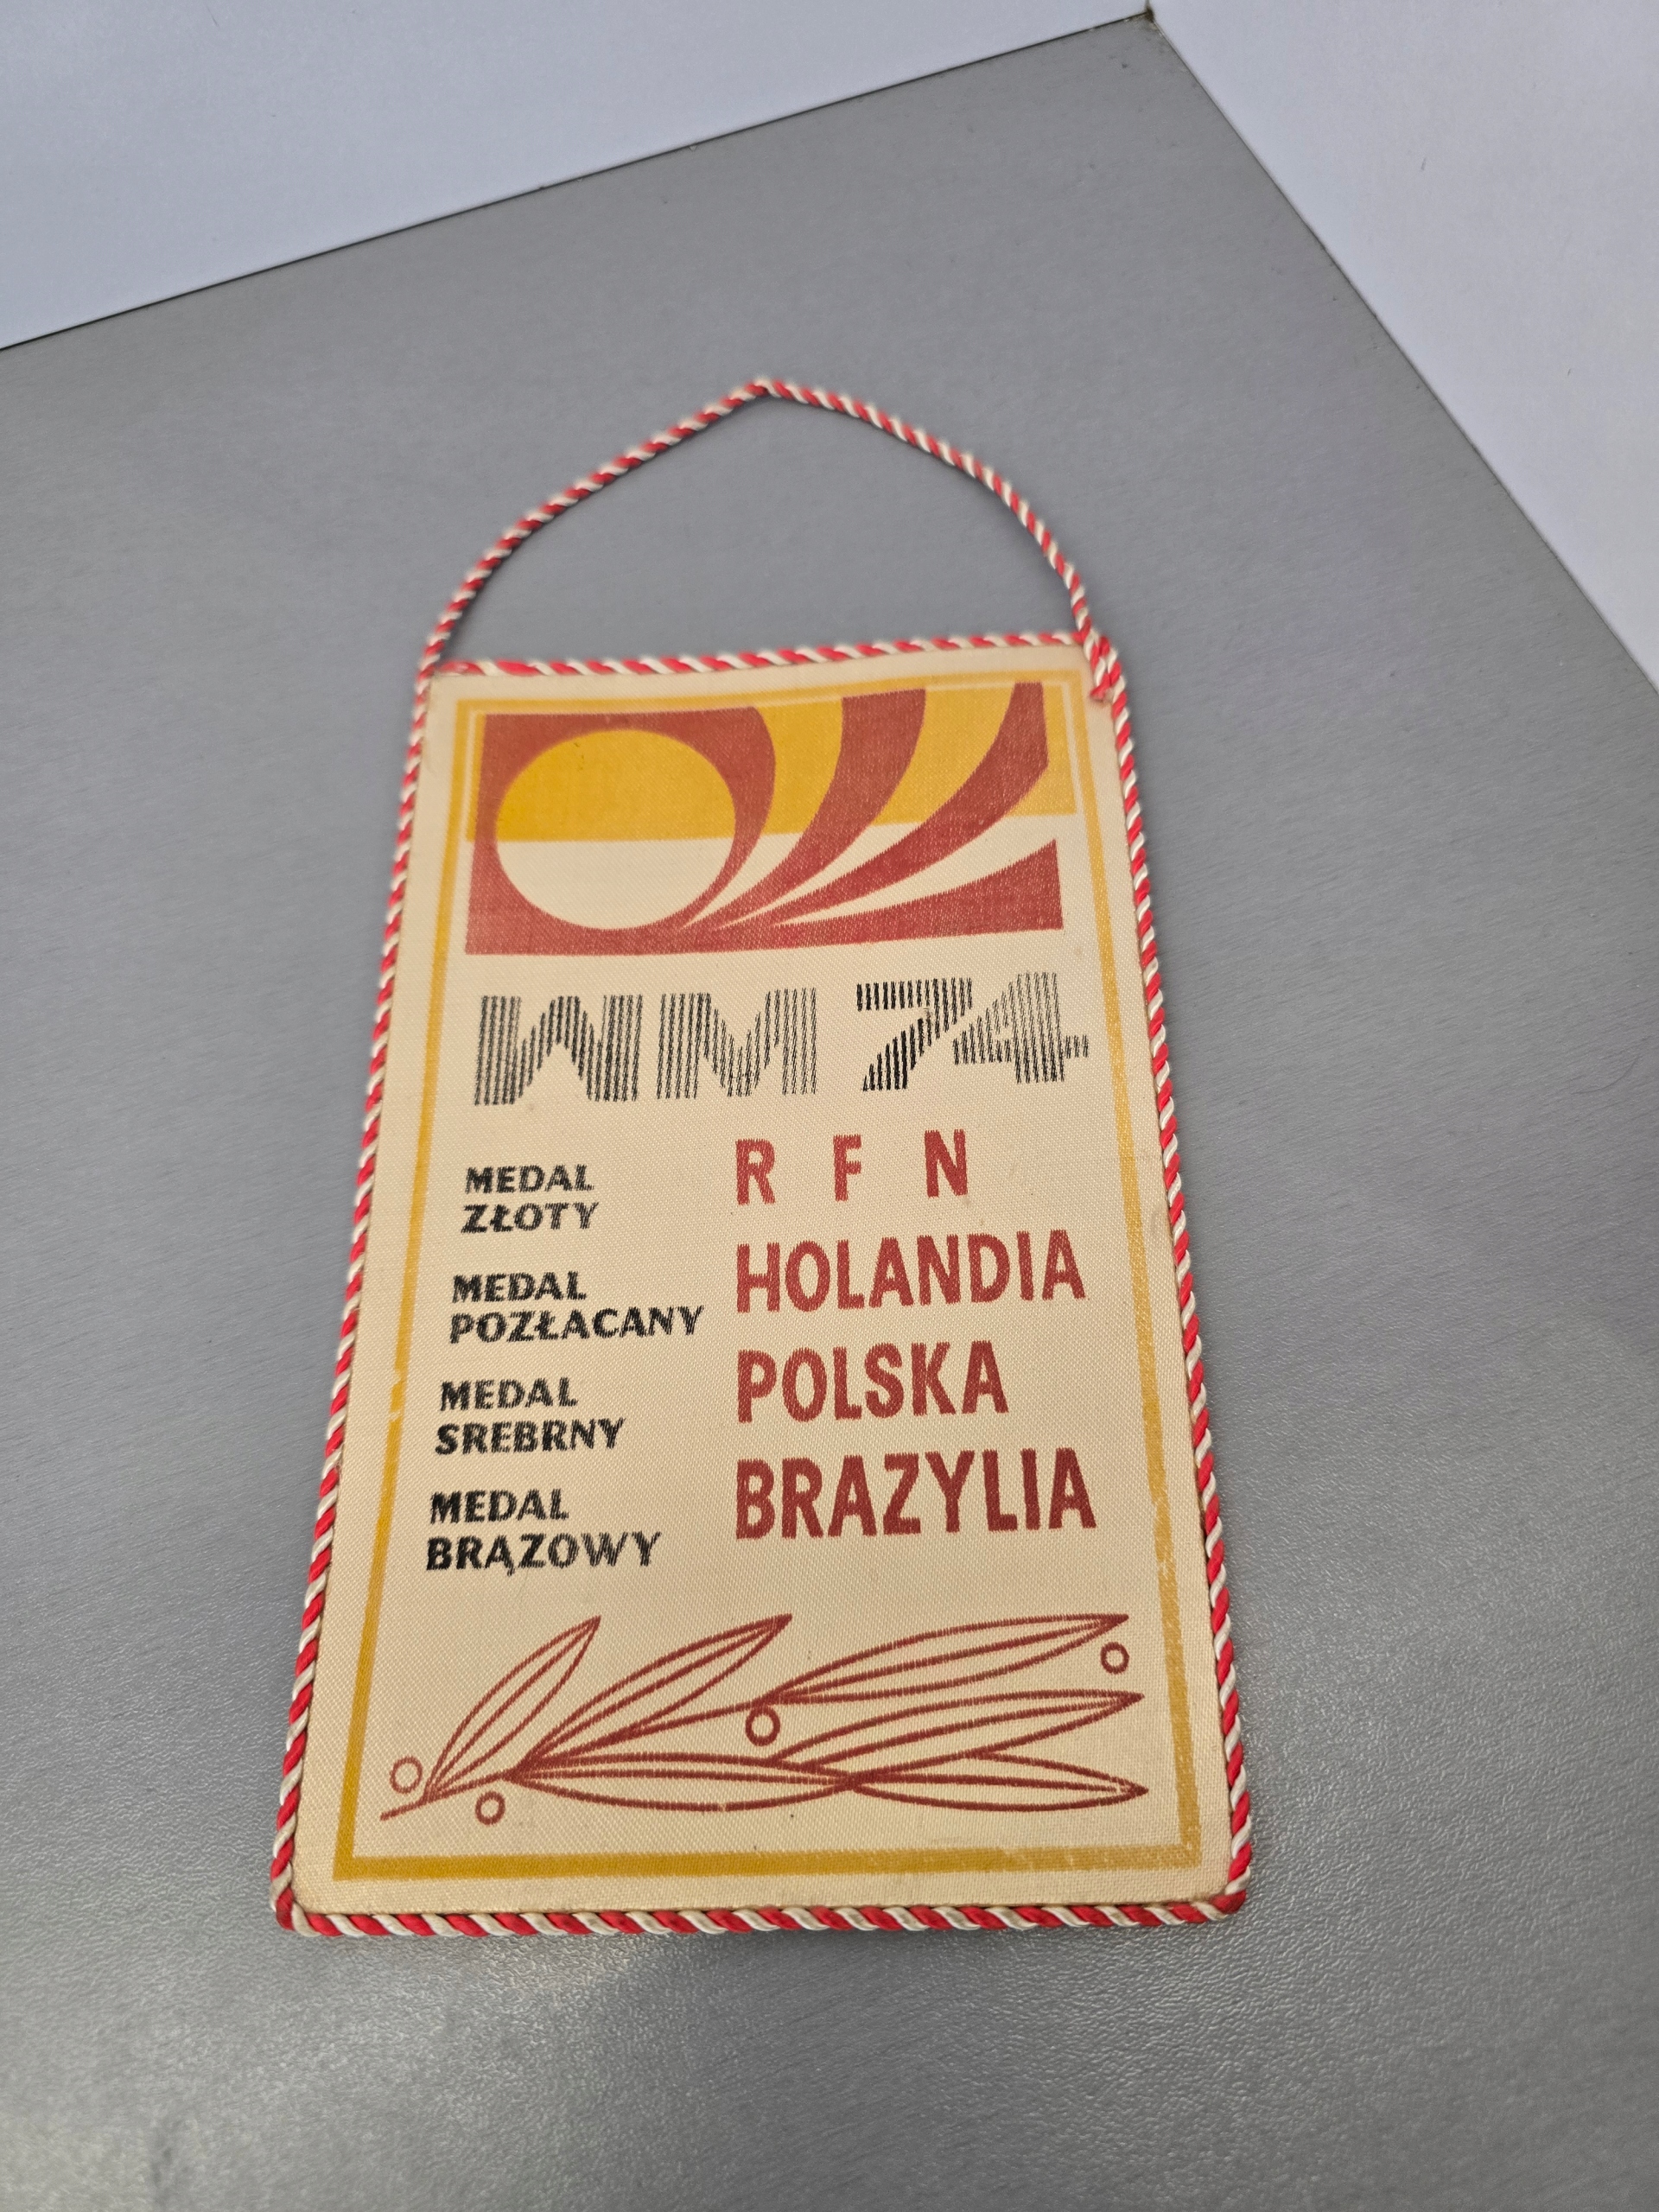 WM 74
MEDAL
ZŁOTY
R F N
MEDAL
POZŁACANY
HOLANDIA
MEDAL
SREBRNY
POLSKA
MEDAL
BRĄZOWY
BRAZYLIA